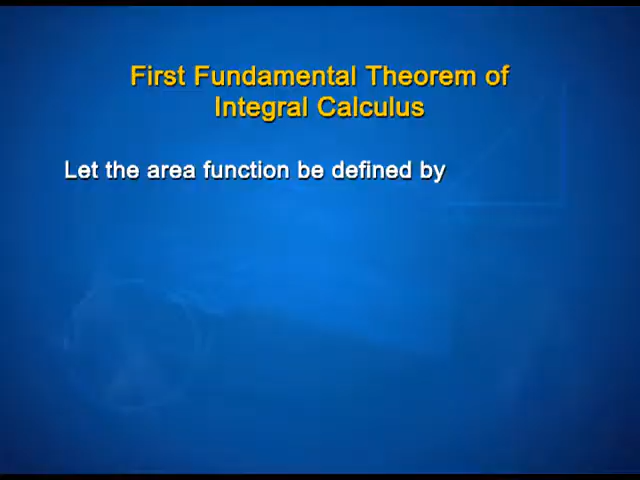 First Fundamental Theorem of
Integral Calculus
Let the area function be defined by